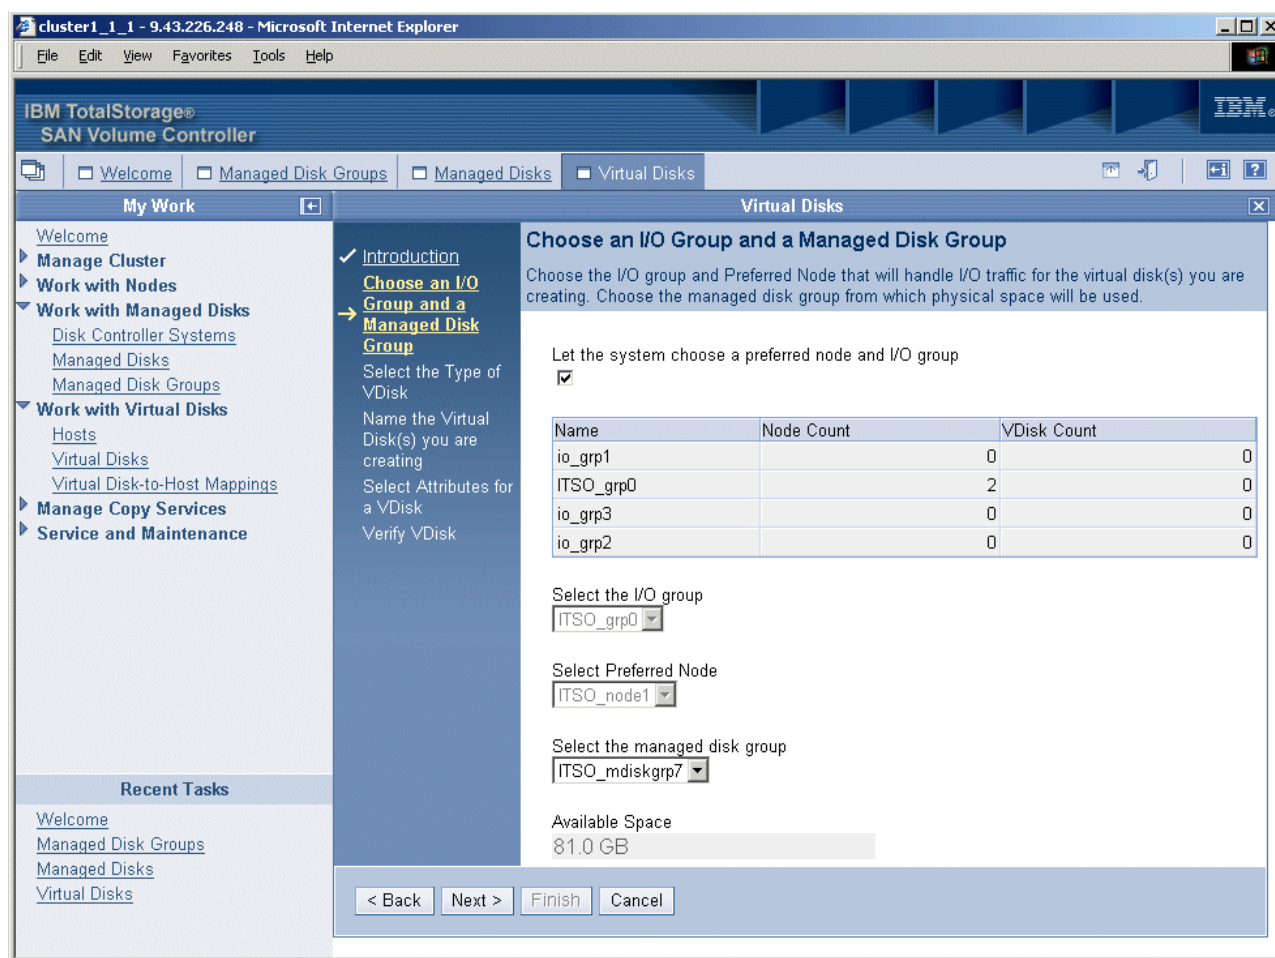 cluster1_1_1 - 9.43.226.248 - Microsoft Internet Explorer
File Edit View Favorites Tools Help
IBM TotalStorage®
SAN Volume Controller
IBM®
Welcome Managed Disk Groups Managed Disks Virtual Disks
My Work
Welcome
Manage Cluster
Work with Nodes
Work with Managed Disks
Disk Controller Systems
Managed Disks
Managed Disk Groups
Work with Virtual Disks
Hosts
Virtual Disks
Virtual Disk-to-Host Mappings
Manage Copy Services
Service and Maintenance
Recent Tasks
Welcome
Managed Disk Groups
Managed Disks
Virtual Disks
Virtual Disks
Introduction
Choose an I/O
Group and a
Managed Disk
Group
Select the Type of
VDisk
Name the Virtual
Disk(s) you are
creating
Select Attributes for
a VDisk
Verify VDisk
Choose an I/O Group and a Managed Disk Group
Choose the I/O group and Preferred Node that will handle I/O traffic for the virtual disk(s) you are
creating. Choose the managed disk group from which physical space will be used.
Let the system choose a preferred node and I/O group
Name Node Count VDisk Count
io_grp1 0 0
ITSO_grp0 2 0
io_grp3 0 0
io_grp2 0 0
Select the I/O group
ITSO_grp0
Select Preferred Node
ITSO_node1
Select the managed disk group
ITSO_mdiskgrp7
Available Space
81.0 GB
< Back Next > Finish Cancel